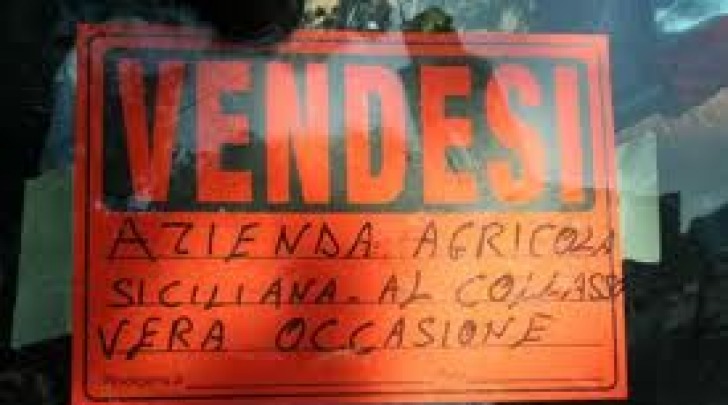 VENDESI
AZIENDA AGRICOLA
SICILIANA. AL COLLASSO
VERA OCCASIONE